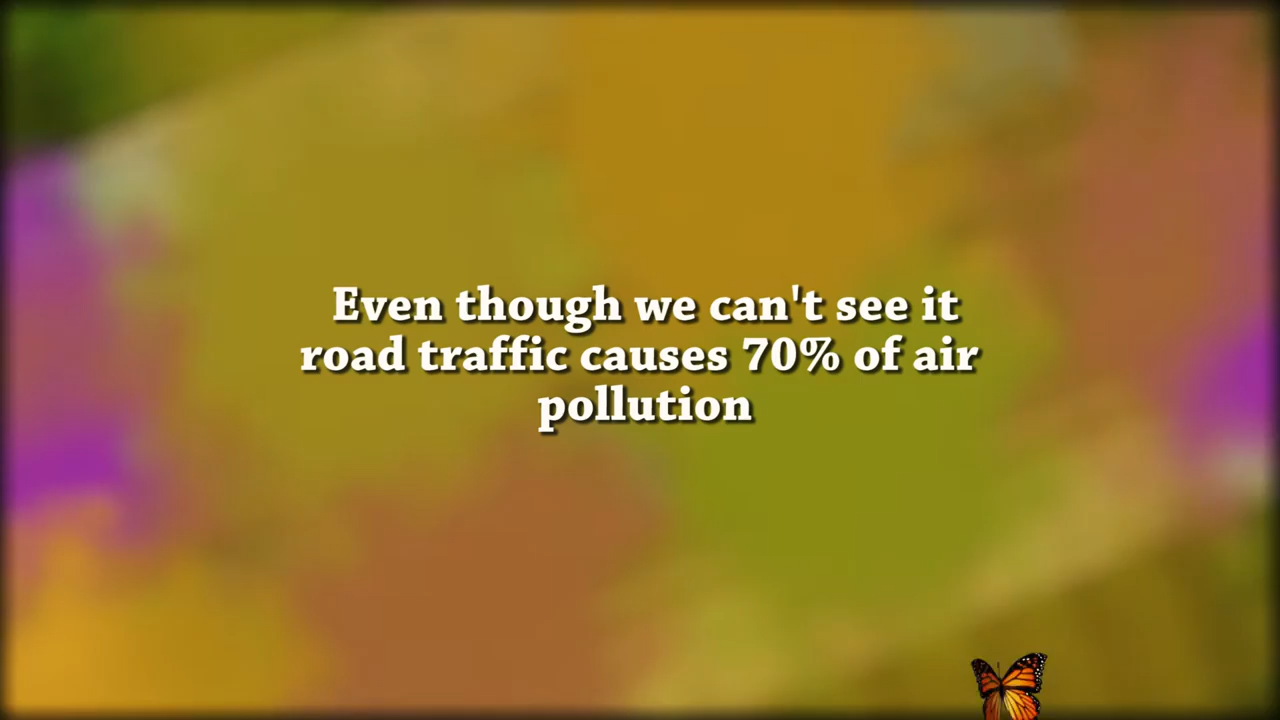 Even though we can't see it
road traffic causes 70% of air
pollution